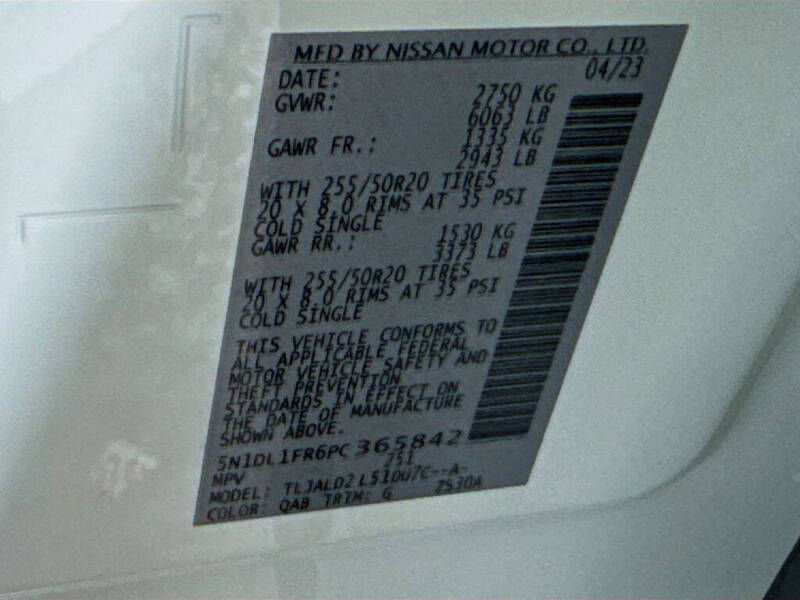 MFD BY NISSAN MOTOR CO., LTD.
DATE: 04/23
GVWR: 2750 KG
6063 LB
GAWR FR.: 1335 KG
2943 LB
WITH 255/50R20 TIRES
20 X 8.0 RIMS AT 35 PSI
COLD SINGLE
GAWR RR.: 1530 KG
3373 LB
WITH 255/50R20 TIRES
20 X 8.0 RIMS AT 35 PSI
COLD SINGLE
THIS VEHICLE CONFORMS TO
ALL APPLICABLE FEDERAL
MOTOR VEHICLE SAFETY AND
THEFT PREVENTION
STANDARDS IN EFFECT ON
THE DATE OF MANUFACTURE
SHOWN ABOVE.
5N1DL1FR6PC365842
MPV 251
MODEL: TLJALD2 L51DU7C--A-
COLOR: QAB TRIM: G 2S30A